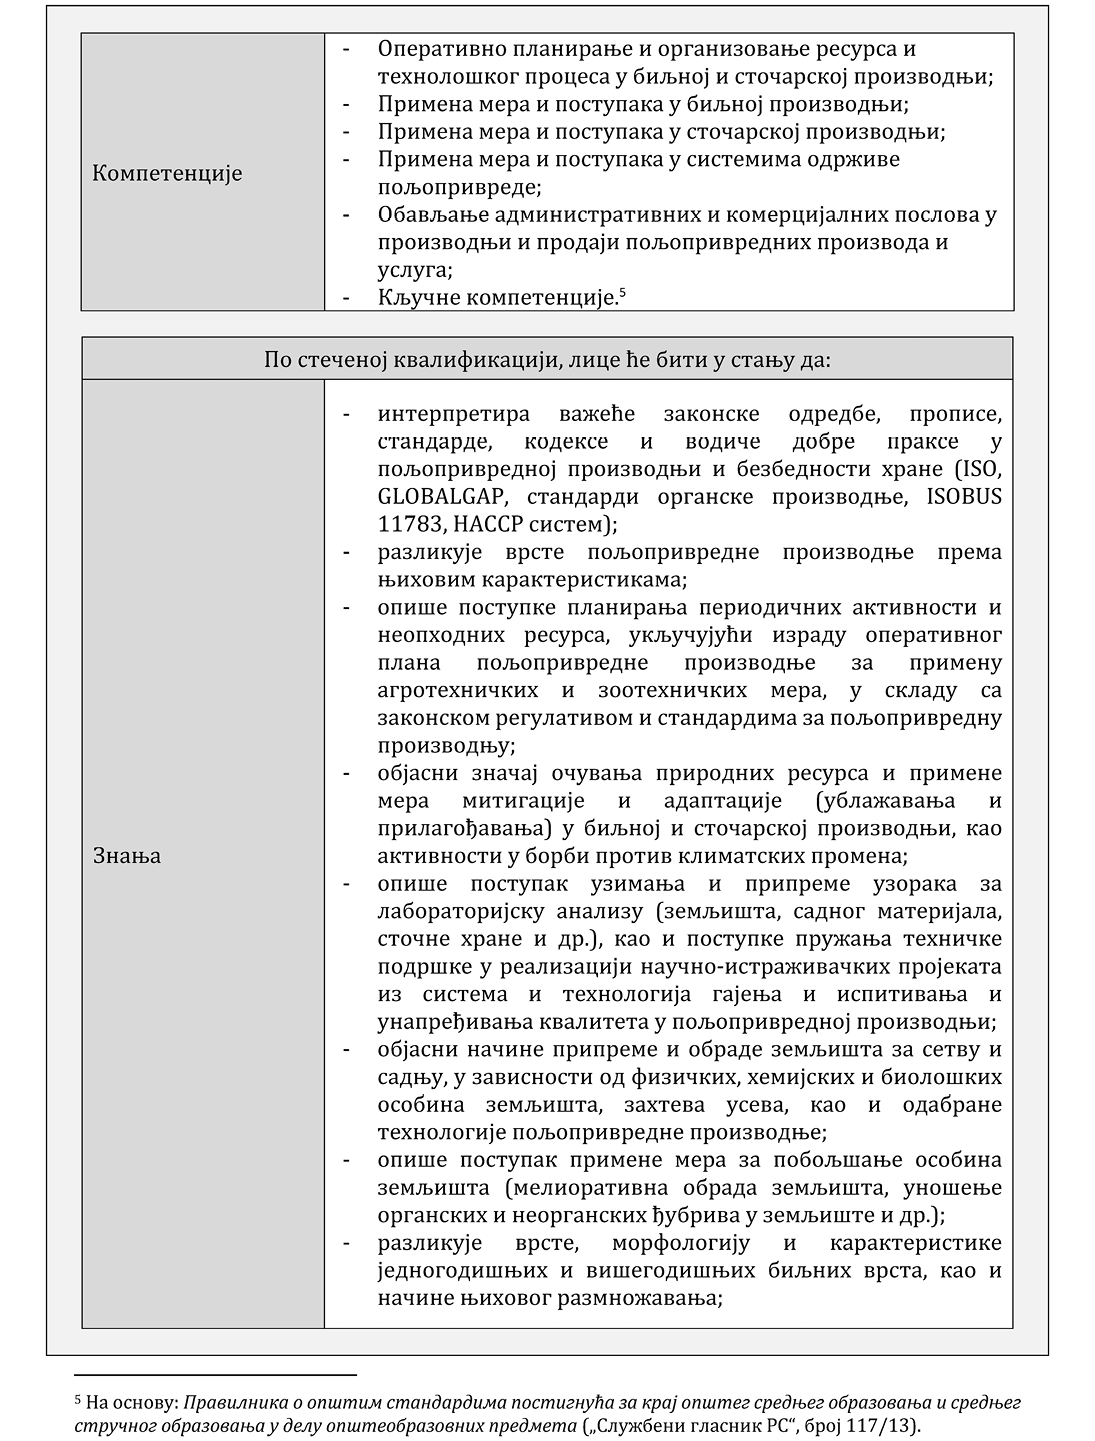 Компетенције
- Оперативно планирање и организовање ресурса и
технолошког процеса у биљној и сточарској производњи;
- Примена мера и поступака у биљној производњи;
- Примена мера и поступака у сточарској производњи;
- Примена мера и поступака у системима одрживе
пољопривреде;
- Обављање административних и комерцијалних послова у
производњи и продаји пољопривредних производа и
услуга;
- Кључне компетенције.⁵
По стеченој квалификацији, лице ће бити у стању да:
Знања
- интерпретира важеће законске одредбе, прописе,
стандарде, кодексе и водиче добре праксе у
пољопривредној производњи и безбедности хране (ISO,
GLOBALGAP, стандарди органске производње, ISOBUS
11783, HACCP систем);
- разликује врсте пољопривредне производње према
њиховим карактеристикама;
- опише поступке планирања периодичних активности и
неопходних ресурса, укључујући израду оперативног
плана пољопривредне производње за примену
агротехничких и зоотехничких мера, у складу са
законском регулативом и стандардима за пољопривредну
производњу;
- објасни значај очувања природних ресурса и примене
мера митигације и адаптације (ублажавања и
прилагођавања) у биљној и сточарској производњи, као
активности у борби против климатских промена;
- опише поступак узимања и припреме узорака за
лабораторијску анализу (земљишта, садног материјала,
сточне хране и др.), као и поступке пружања техничке
подршке у реализацији научно-истраживачких пројеката
из система и технологија гајења и испитивања и
унапређивања квалитета у пољопривредној производњи;
- објасни начине припреме и обраде земљишта за сетву и
садњу, у зависности од физичких, хемијских и биолошких
особина земљишта, захтева усева, као и одабране
технологије пољопривредне производње;
- опише поступак примене мера за побољшање особина
земљишта (мелиоративна обрада земљишта, уношење
органских и неорганских ђубрива у земљиште и др.);
- разликује врсте, морфологију и карактеристике
једногодишњих и вишегодишњих биљних врста, као и
начине њиховог размножавања;
⁵ На основу: Правилника о општим стандардима постигнућа за крај општег средњег образовања и средњег
стручног образовања у делу општеобразовних предмета („Службени гласник РС“, број 117/13).